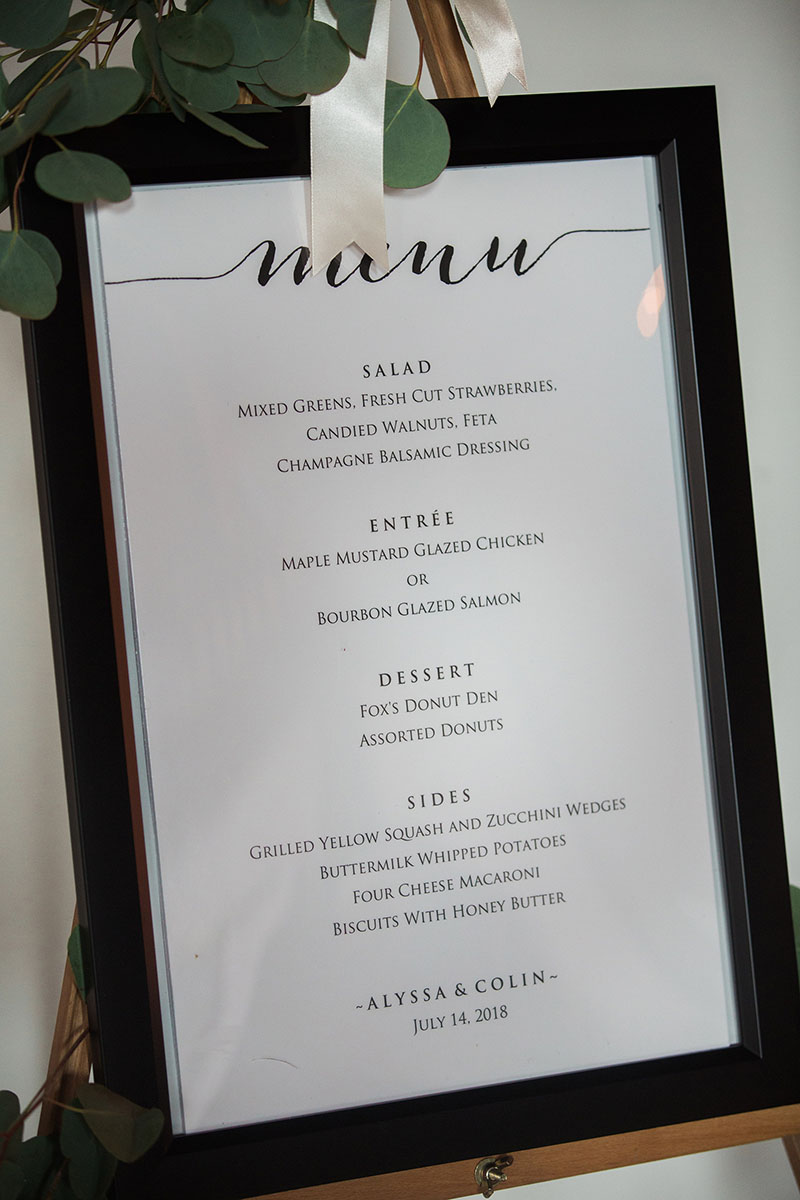 menu
SALAD
MIXED GREENS, FRESH CUT STRAWBERRIES,
CANDIED WALNUTS, FETA
CHAMPAGNE BALSAMIC DRESSING
ENTRÉE
MAPLE MUSTARD GLAZED CHICKEN
OR
BOURBON GLAZED SALMON
DESSERT
FOX'S DONUT DEN
ASSORTED DONUTS
SIDES
GRILLED YELLOW SQUASH AND ZUCCHINI WEDGES
BUTTERMILK WHIPPED POTATOES
FOUR CHEESE MACARONI
BISCUITS WITH HONEY BUTTER
~ALYSSA & COLIN~
JULY 14, 2018